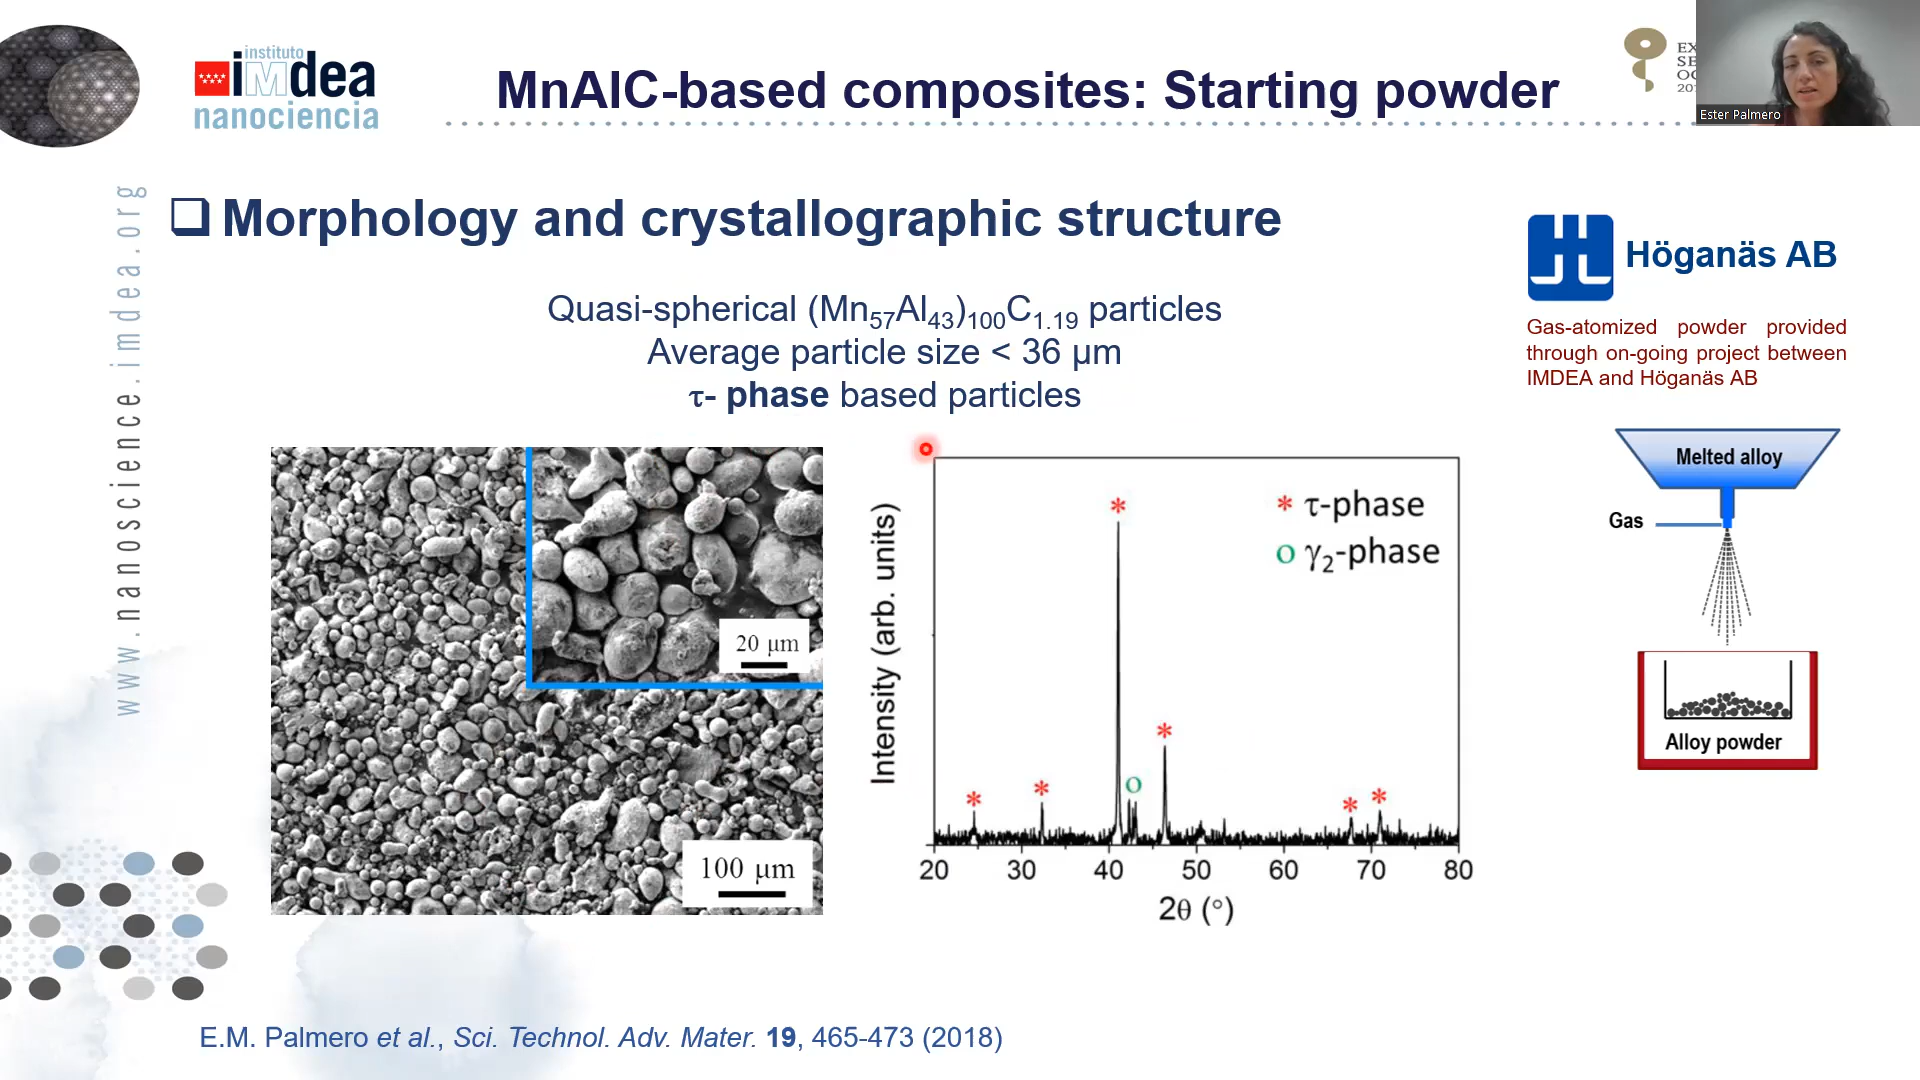 instituto
imdea
nanociencia
MnAlC-based composites: Starting powder
Ester Palmero
www.nanoscience.imdea.org
❑ Morphology and crystallographic structure
Quasi-spherical (Mn57Al43)100C1.19 particles
Average particle size < 36 µm
τ- phase based particles
Höganäs AB
Gas-atomized powder provided
through on-going project between
IMDEA and Höganäs AB
20 µm
100 µm
Intensity (arb. units)
* τ-phase
o γ2-phase
20 30 40 50 60 70 80
2θ (°)
Melted alloy
Gas
Alloy powder
E.M. Palmero et al., Sci. Technol. Adv. Mater. 19, 465-473 (2018)